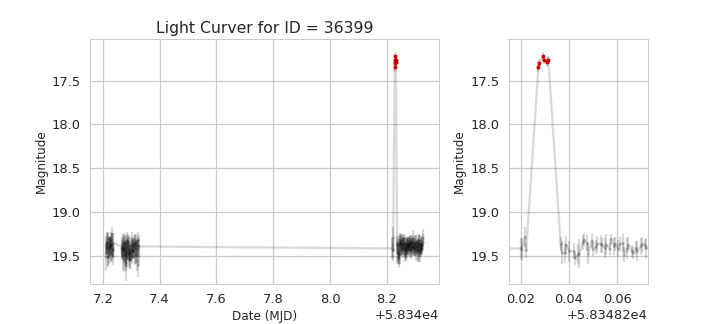 Light Curver for ID = 36399
Magnitude
17.5
18.0
18.5
19.0
19.5
7.2 7.4 7.6 7.8 8.0 8.2
Date (MJD)
+5.834e4
Magnitude
17.5
18.0
18.5
19.0
19.5
0.02 0.04 0.06
+5.83482e4